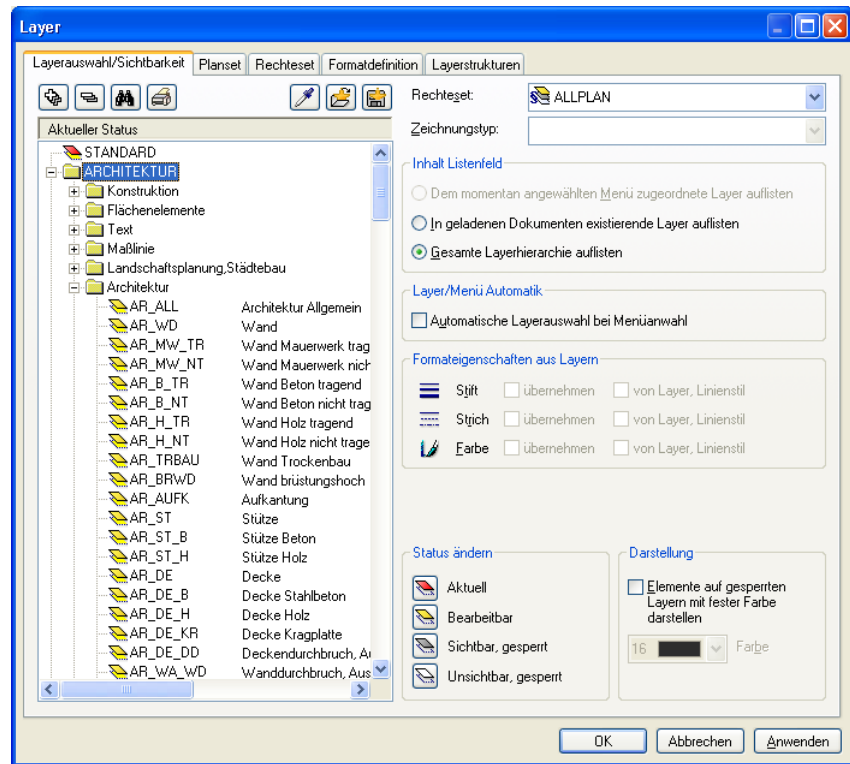 Layer
Layerauswahl/Sichtbarkeit Planset Rechteset Formatdefinition Layerstrukturen
Aktueller Status
STANDARD
ARCHITEKTUR
Konstruktion
Flächenelemente
Text
Maßlinie
Landschaftsplanung,Städtebau
Architektur
AR_ALL Architektur Allgemein
AR_WD Wand
AR_MW_TR Wand Mauerwerk trag
AR_MW_NT Wand Mauerwerk nich
AR_B_TR Wand Beton tragend
AR_B_NT Wand Beton nicht trag
AR_H_TR Wand Holz tragend
AR_H_NT Wand Holz nicht trage
AR_TRBAU Wand Trockenbau
AR_BRWD Wand brüstungshoch
AR_AUFK Aufkantung
AR_ST Stütze
AR_ST_B Stütze Beton
AR_ST_H Stütze Holz
AR_DE Decke
AR_DE_B Decke Stahlbeton
AR_DE_H Decke Holz
AR_DE_KR Decke Kragplatte
AR_DE_DD Deckendurchbruch, Au
AR_WA_WD Wanddurchbruch, Aus
Rechteset: § ALLPLAN
Zeichnungstyp:
Inhalt Listenfeld
Dem momentan angewählten Menü zugeordnete Layer auflisten
In geladenen Dokumenten existierende Layer auflisten
Gesamte Layerhierarchie auflisten
Layer/Menü Automatik
Automatische Layerauswahl bei Menüanwahl
Formateigenschaften aus Layern
Stift übernehmen von Layer, Linienstil
Strich übernehmen von Layer, Linienstil
Farbe übernehmen von Layer, Linienstil
Status ändern
Aktuell
Bearbeitbar
Sichtbar, gesperrt
Unsichtbar, gesperrt
Darstellung
Elemente auf gesperrten
Layern mit fester Farbe
darstellen
16 Farbe
OK Abbrechen Anwenden